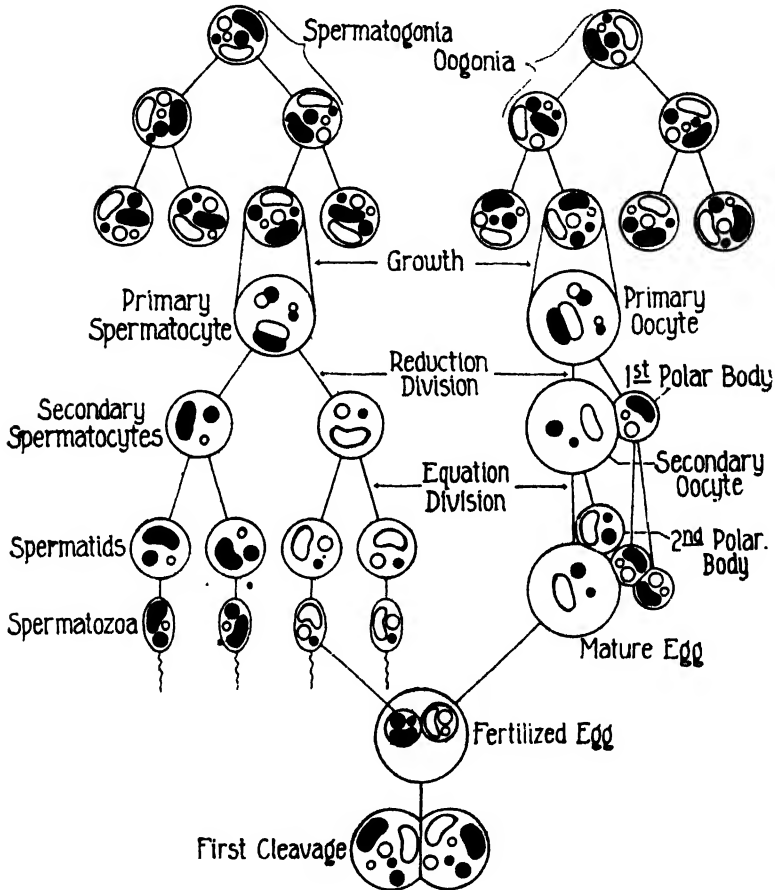 Spermatogonia
Oogonia
Growth
Primary
Spermatocyte
Primary
Oocyte
Reduction
Division
1st Polar Body
Secondary
Spermatocytes
Secondary
Oocyte
Equation
Division
Spermatids
2nd Polar.
Body
Spermatozoa
Mature Egg
Fertilized Egg
First Cleavage